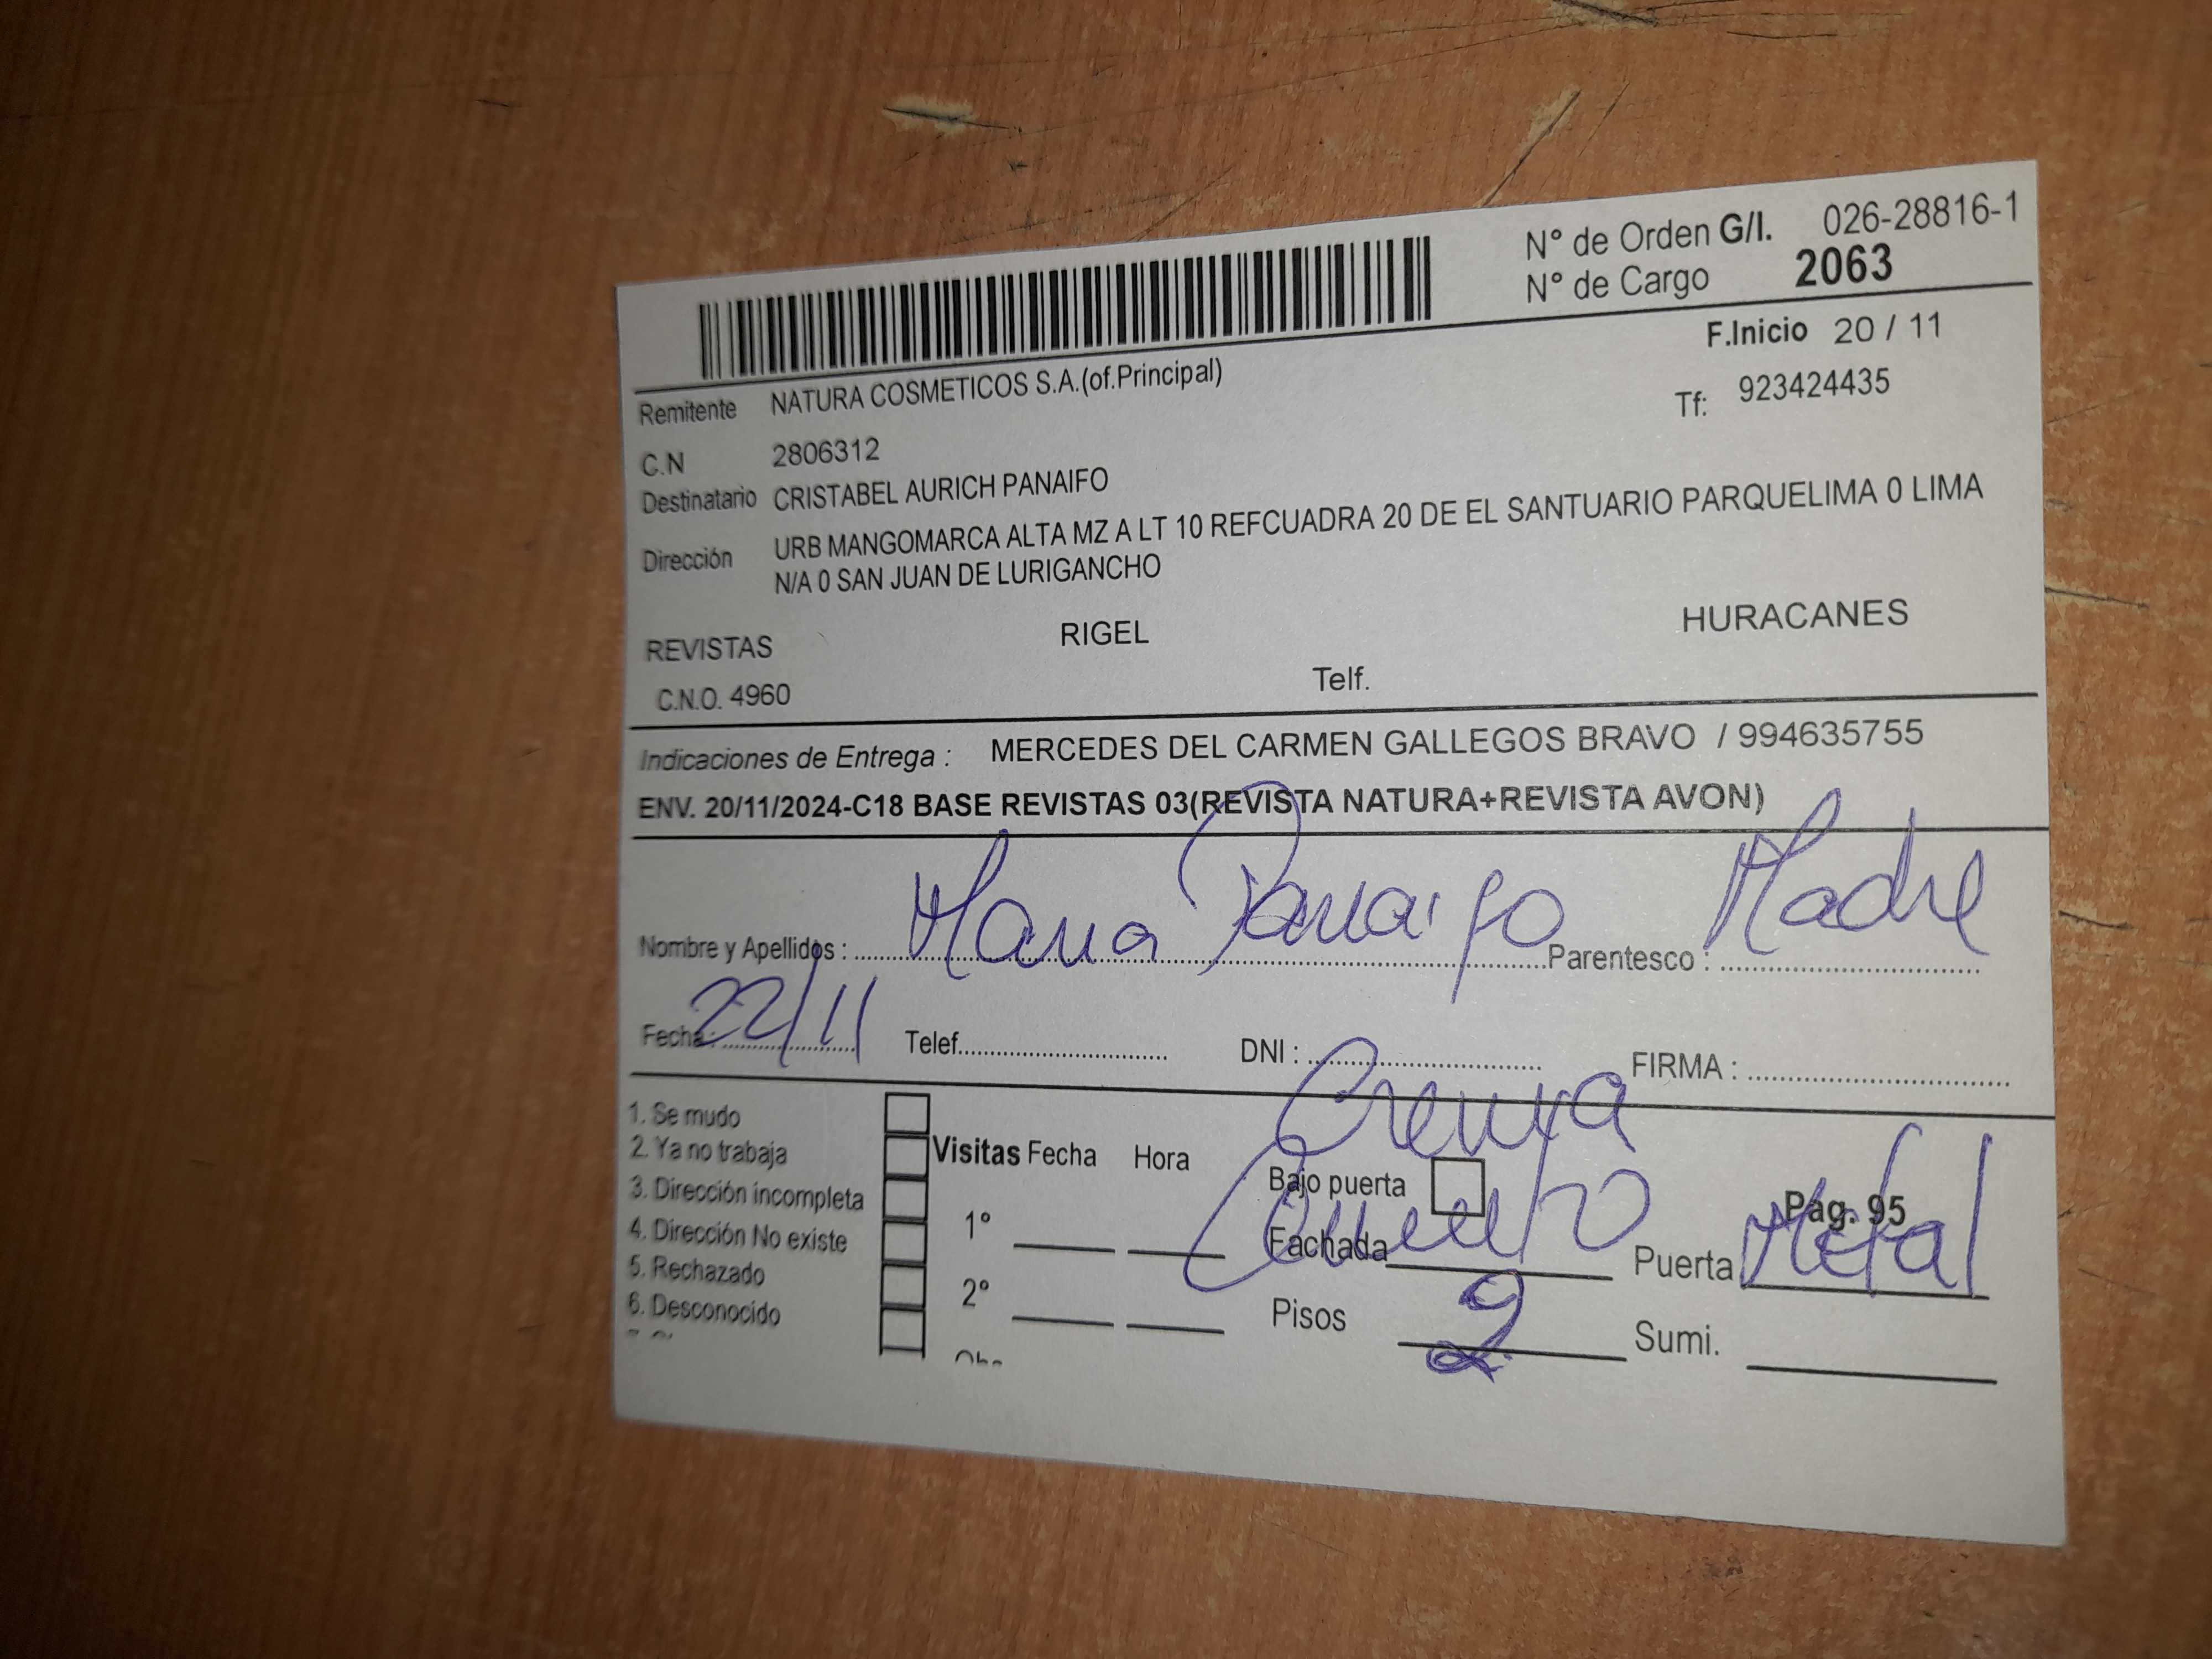 N° de Orden G/I. 026-28816-1
N° de Cargo 2063
F.Inicio 20 / 11
Remitente NATURA COSMETICOS S.A.(of.Principal)
Tf: 923424435
C.N 2806312
Destinatario CRISTABEL AURICH PANAIFO
Dirección URB MANGOMARCA ALTA MZ A LT 10 REFCUADRA 20 DE EL SANTUARIO PARQUELIMA 0 LIMA
N/A 0 SAN JUAN DE LURIGANCHO
REVISTAS RIGEL HURACANES
C.N.O. 4960 Telf.
Indicaciones de Entrega : MERCEDES DEL CARMEN GALLEGOS BRAVO / 994635755
ENV. 20/11/2024-C18 BASE REVISTAS 03(REVISTA NATURA+REVISTA AVON)
Nombre y Apellidos : Maria Panaifo Parentesco : Madre
Fecha : 22/11 Telef. DNI : FIRMA :
1. Se mudo
2. Ya no trabaja
3. Dirección incompleta
4. Dirección No existe
5. Rechazado
6. Desconocido
Visitas Fecha Hora
1°
2°
Crema
Bajo puerta
Pag. 95
Fachada Cemento Puerta Metal
Pisos 2 Sumi.